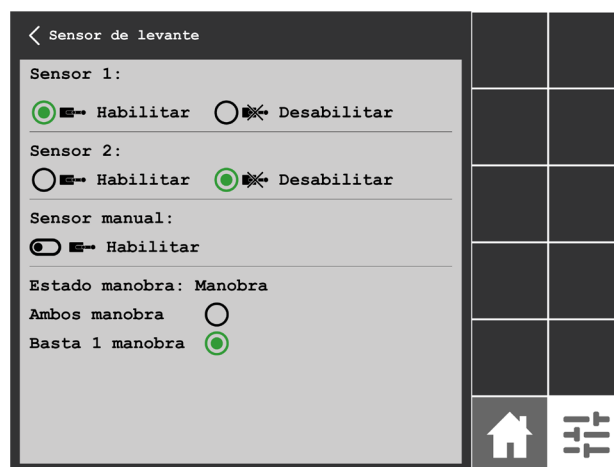 Sensor de levante
Sensor 1:
Habilitar Desabilitar
Sensor 2:
Habilitar Desabilitar
Sensor manual:
Habilitar
Estado manobra: Manobra
Ambos manobra
Basta 1 manobra